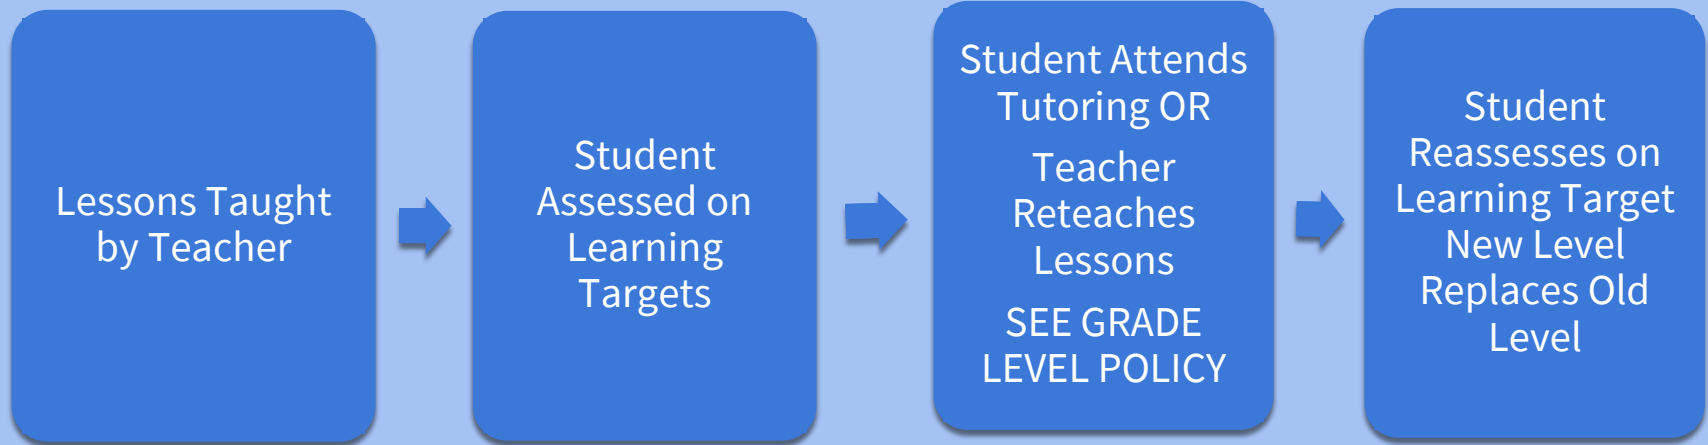 Lessons Taught
by Teacher
Student
Assessed on
Learning
Targets
Student Attends
Tutoring OR
Teacher
Reteaches
Lessons
SEE GRADE
LEVEL POLICY
Student
Reassesses on
Learning Target
New Level
Replaces Old
Level